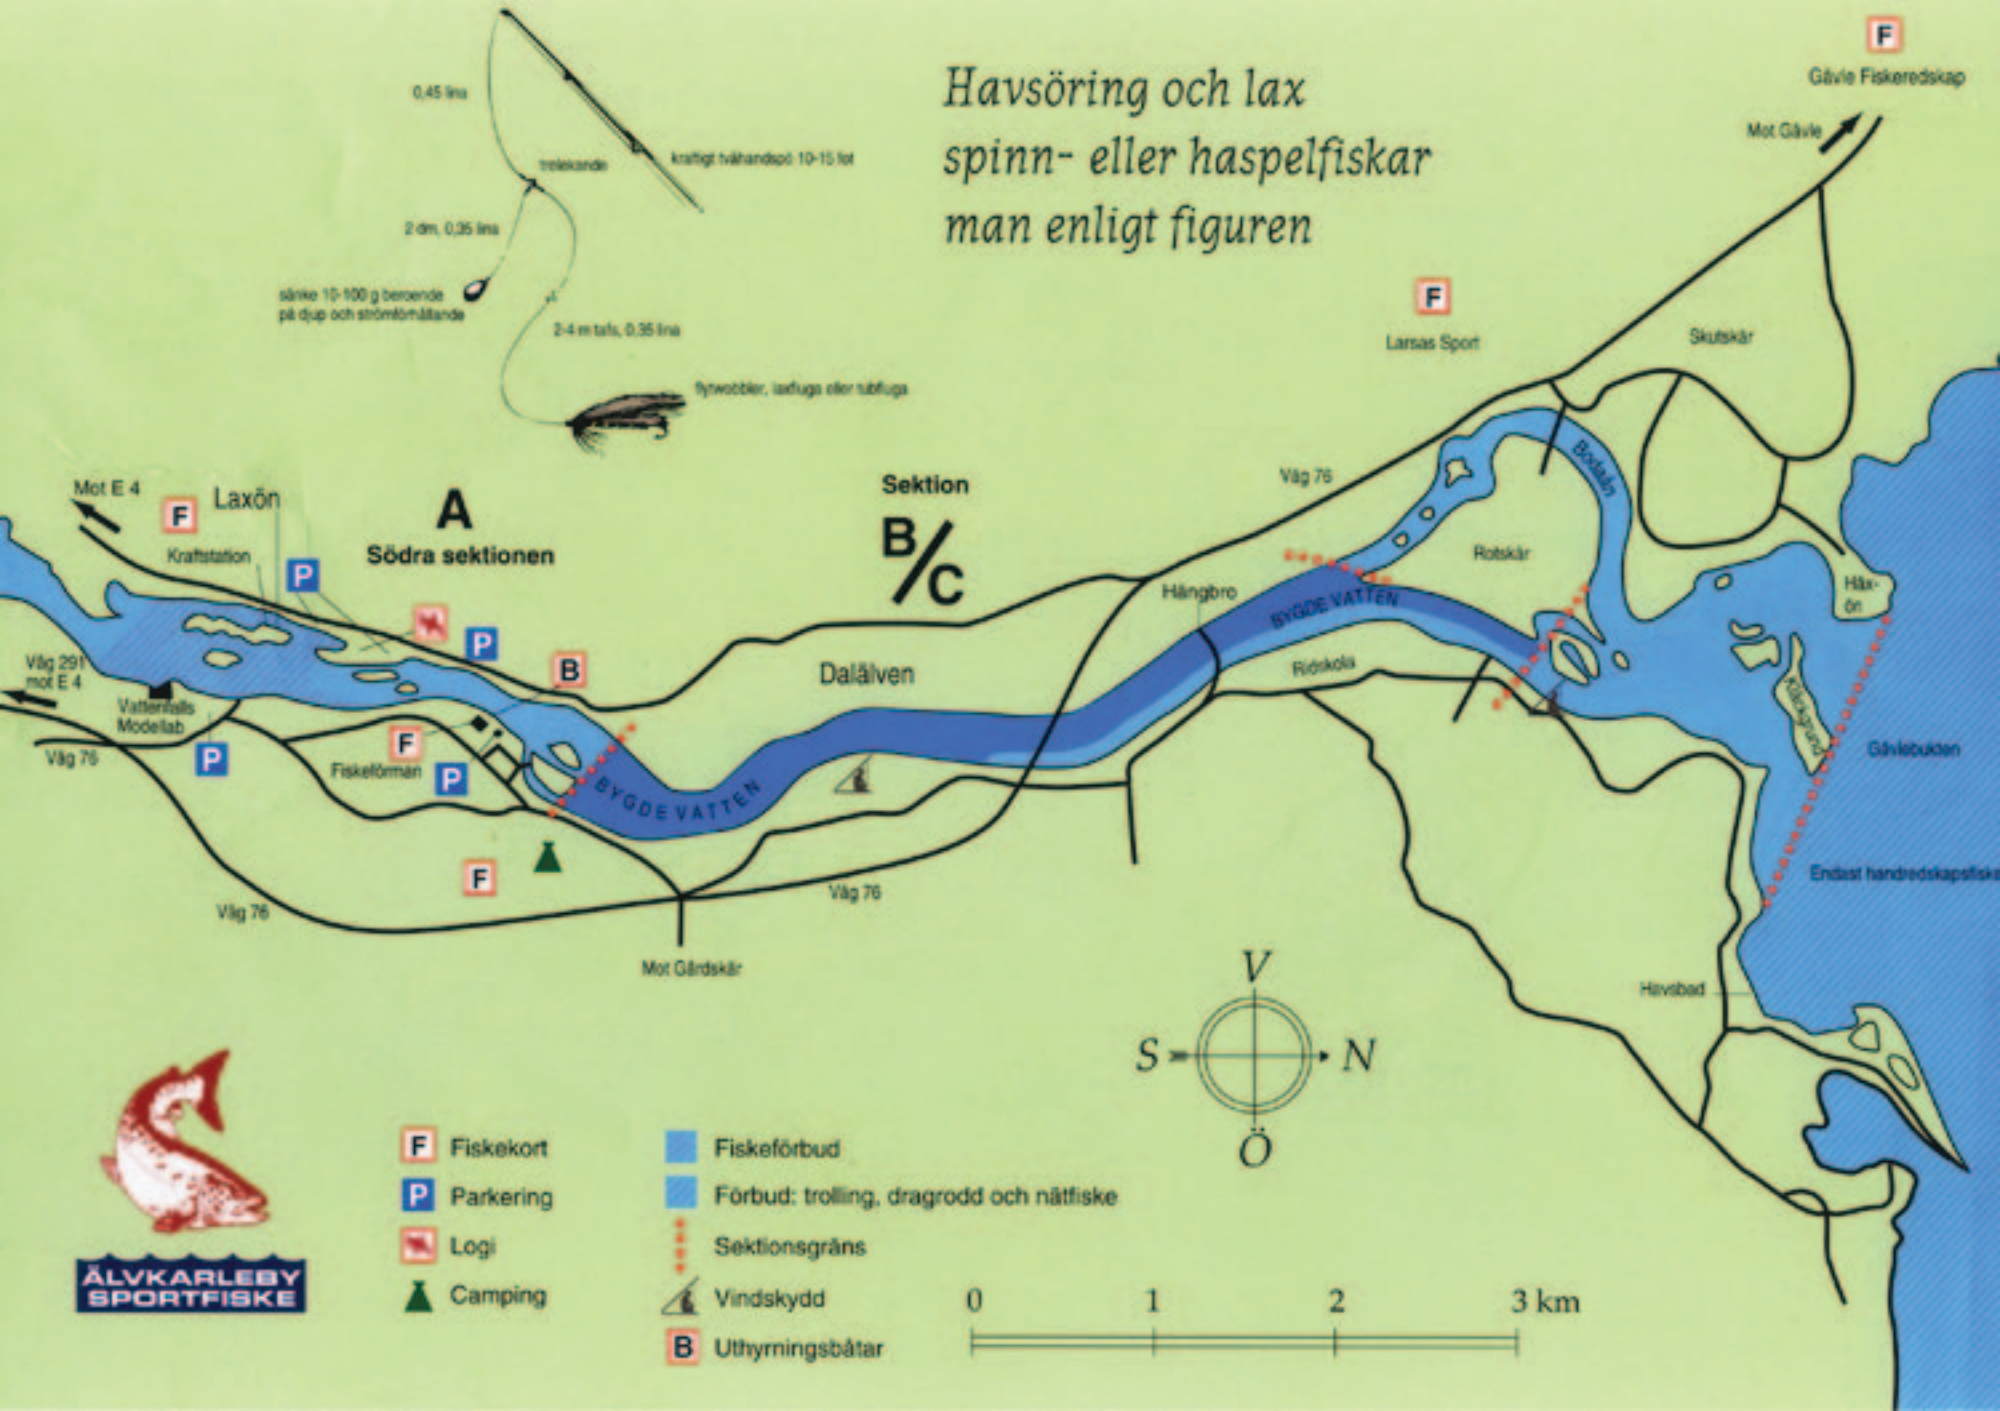 F
Gävle Fiskeredskap
Mot Gävle
Havsöring och lax
spinn- eller haspelfiskar
man enligt figuren
0,45 lina
trelekande
kraftigt tvåhandspö 10-15 fot
2 dm, 0,35 lina
sänke 10-100 g beroende
på djup och strömförhållande
2-4 m tafs, 0,35 lina
flytwobbler, laxfluga eller tubfluga
F
Larsas Sport
Skutskär
Väg 76
Bodaån
Mot E 4
F
Laxön
A
Södra sektionen
Kraftstation
P
P
B
Sektion
B/C
Hängbro
Rotskär
Häx-
ön
BYGDE VATTEN
Ridskola
Dalälven
Väg 291
mot E 4
Vattenfalls
Modellab
P
Väg 76
F
Fiskeförman
P
BYGDE VATTEN
Klackgrund
Gävlebukten
Endast handredskapsfiske
F
Väg 76
Väg 76
Mot Gårdskär
Havsbad
V
S
N
Ö
F Fiskekort
P Parkering
Logi
Camping
Fiskeförbud
Förbud: trolling, dragrodd och nätfiske
Sektionsgräns
Vindskydd
B Uthyrningsbåtar
0 1 2 3 km
ÄLVKARLEBY
SPORTFISKE